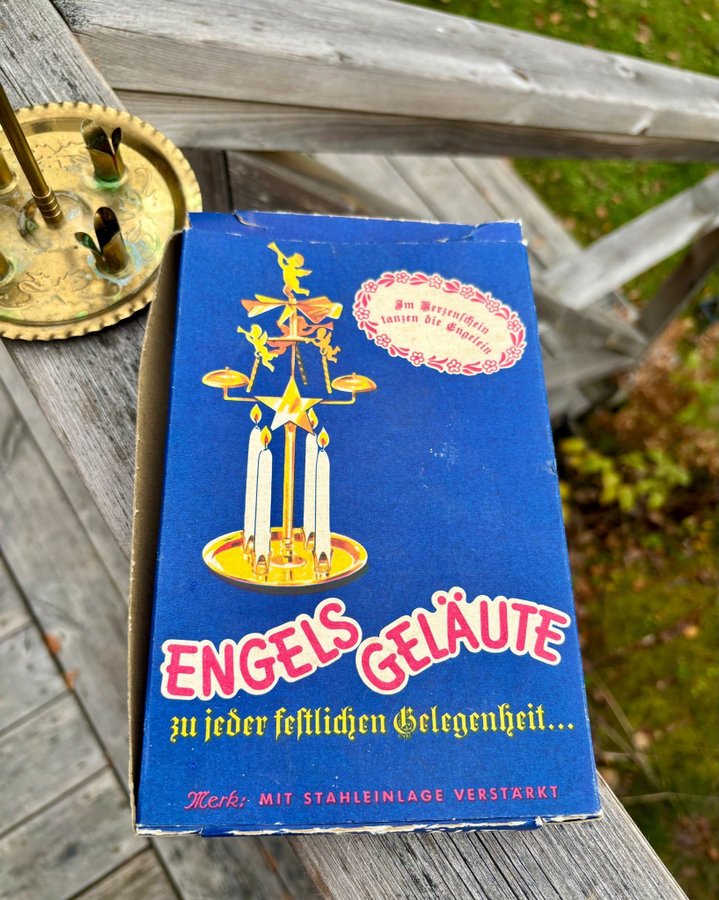 Im Kerzenschein
tanzen die Engelein
ENGELS
GELÄUTE
zu jeder festlichen Gelegenheit...
Merk: MIT STAHLEINLAGE VERSTÄRKT